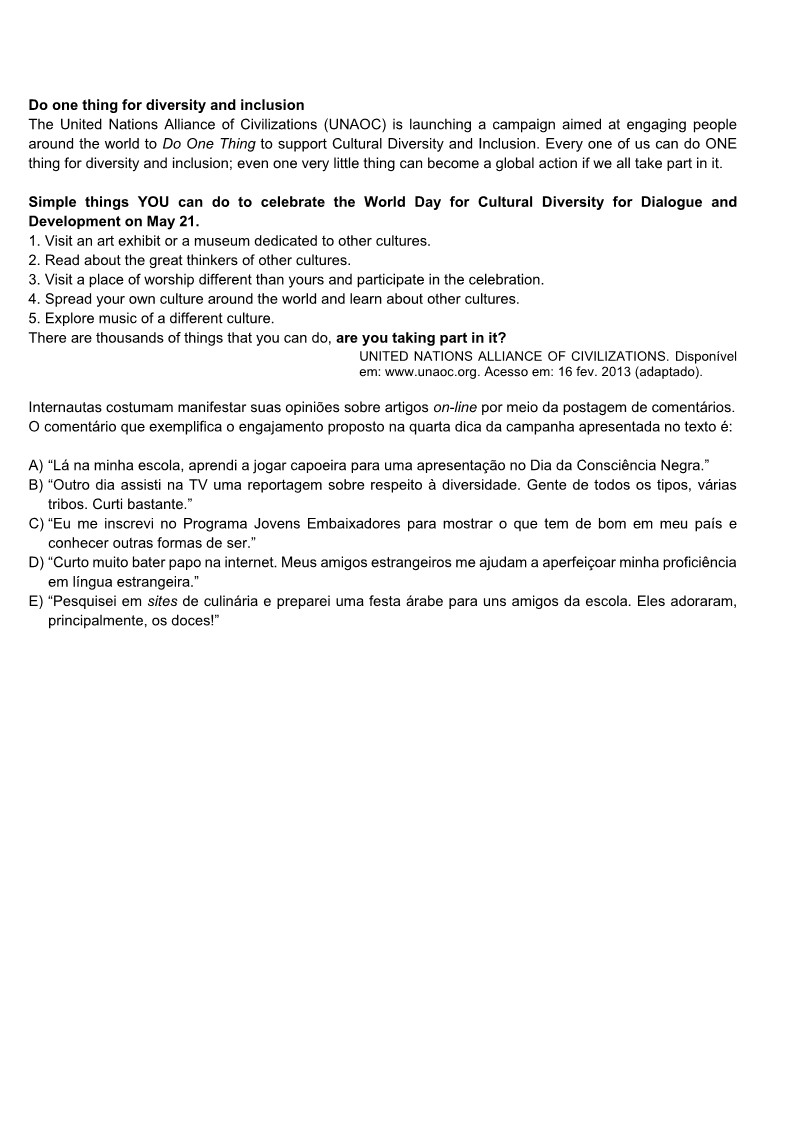 Do one thing for diversity and inclusion
The United Nations Alliance of Civilizations (UNAOC) is launching a campaign aimed at engaging people
around the world to Do One Thing to support Cultural Diversity and Inclusion. Every one of us can do ONE
thing for diversity and inclusion; even one very little thing can become a global action if we all take part in it.
Simple things YOU can do to celebrate the World Day for Cultural Diversity for Dialogue and
Development on May 21.
1. Visit an art exhibit or a museum dedicated to other cultures.
2. Read about the great thinkers of other cultures.
3. Visit a place of worship different than yours and participate in the celebration.
4. Spread your own culture around the world and learn about other cultures.
5. Explore music of a different culture.
There are thousands of things that you can do, are you taking part in it?
UNITED NATIONS ALLIANCE OF CIVILIZATIONS. Disponível
em: www.unaoc.org. Acesso em: 16 fev. 2013 (adaptado).
Internautas costumam manifestar suas opiniões sobre artigos on-line por meio da postagem de comentários.
O comentário que exemplifica o engajamento proposto na quarta dica da campanha apresentada no texto é:
A) “Lá na minha escola, aprendi a jogar capoeira para uma apresentação no Dia da Consciência Negra.”
B) “Outro dia assisti na TV uma reportagem sobre respeito à diversidade. Gente de todos os tipos, várias
tribos. Curti bastante.”
C) “Eu me inscrevi no Programa Jovens Embaixadores para mostrar o que tem de bom em meu país e
conhecer outras formas de ser.”
D) “Curto muito bater papo na internet. Meus amigos estrangeiros me ajudam a aperfeiçoar minha proficiência
em língua estrangeira.”
E) “Pesquisei em sites de culinária e preparei uma festa árabe para uns amigos da escola. Eles adoraram,
principalmente, os doces!”